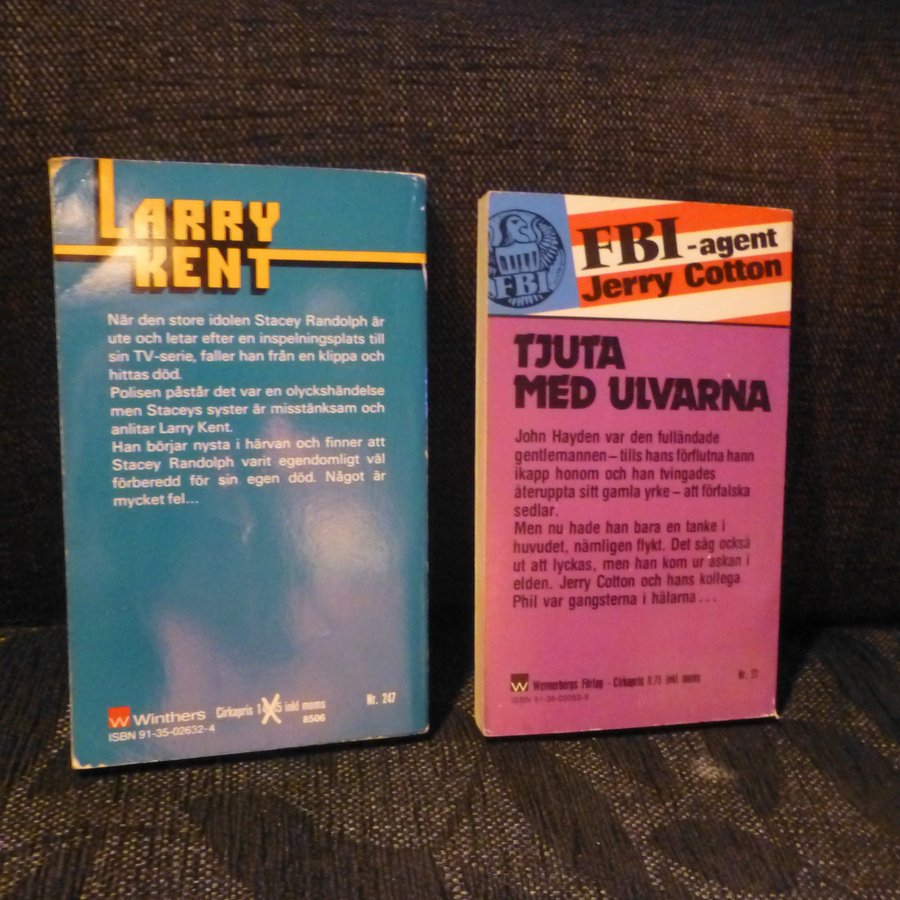 LARRY
KENT
När den store idolen Stacey Randolph är
ute och letar efter en inspelningsplats till
sin TV-serie, faller han från en klippa och
hittas död.
Polisen påstår det var en olyckshändelse
men Staceys syster är misstänksam och
anlitar Larry Kent.
Han börjar nysta i härvan och finner att
Stacey Randolph varit egendomligt väl
förberedd för sin egen död. Något är
mycket fel...
W Winthers
Cirkapris inkl moms
8506
Nr. 247
ISBN 91-35-02632-4
FBI
FBI-agent
Jerry Cotton
TJUTA
MED ULVARNA
John Hayden var den fulländade
gentlemannen – tills hans förflutna hann
ikapp honom och han tvingades
återuppta sitt gamla yrke – att förfalska
sedlar.
Men nu hade han bara en tanke i
huvudet, nämligen flykt. Det såg också
ut att lyckas, men han kom ur askan i
elden. Jerry Cotton och hans kollega
Phil var gangsterna i hälarna...
W Wennerbergs Förlag - Cirkapris 6:75 inkl moms
Nr. 22
ISBN